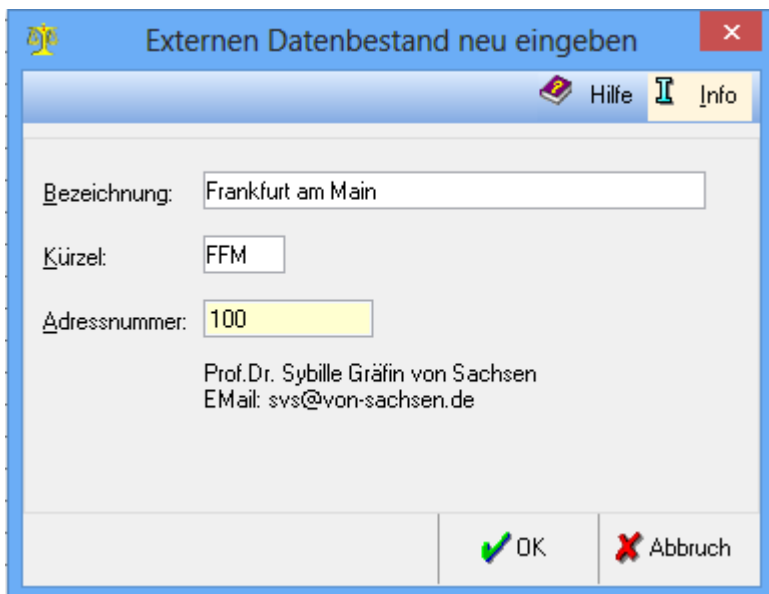 Externen Datenbestand neu eingeben
Hilfe Info
Bezeichnung: Frankfurt am Main
Kürzel: FFM
Adressnummer: 100
Prof.Dr. Sybille Gräfin von Sachsen
EMail: svs@von-sachsen.de
OK Abbruch